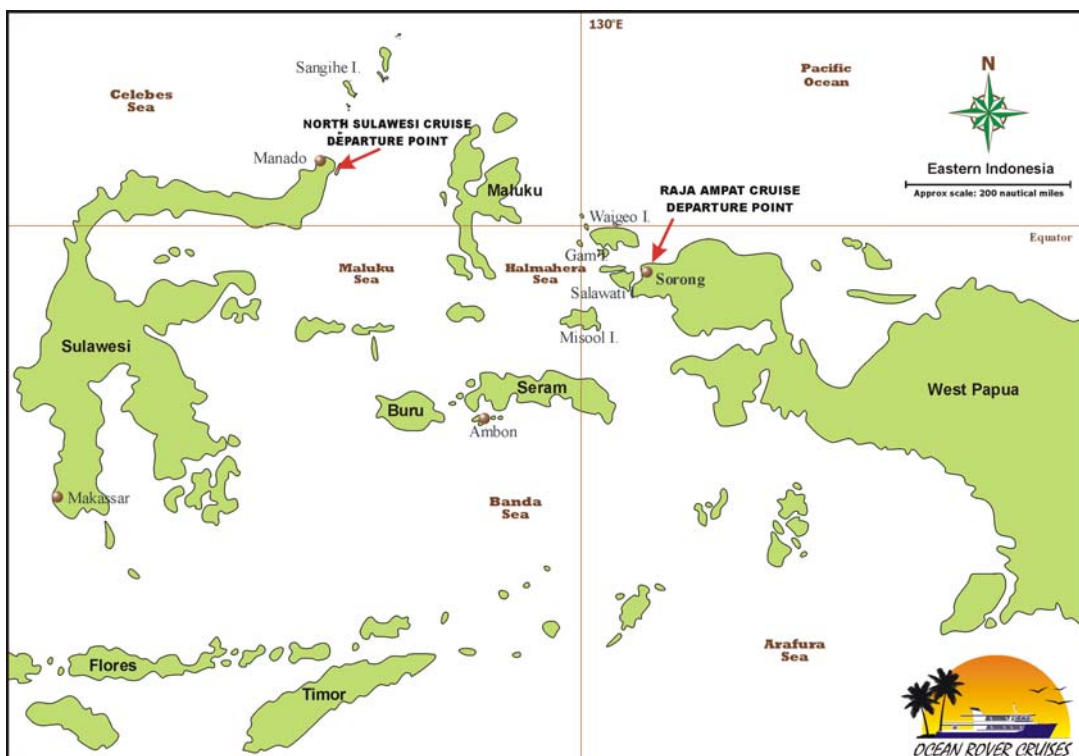 130°E
Pacific
Ocean
N
Sangihe I.
Celbes
Sea
NORTH SULAWESI CRUISE
DEPARTURE POINT
Manado
Eastern Indonesia
Approx scale: 200 nautical miles
Maluku
RAJA AMPAT CRUISE
DEPARTURE POINT
Waigeo I.
Equator
Gam I.
Maluku
Sea
Halmahera
Sea
Sorong
Salawati I.
Misool I.
Sulawesi
Seram
West Papua
Buru
Ambon
Makassar
Banda
Sea
Arafura
Sea
Flores
Timor
OCEAN ROVER CRUISES